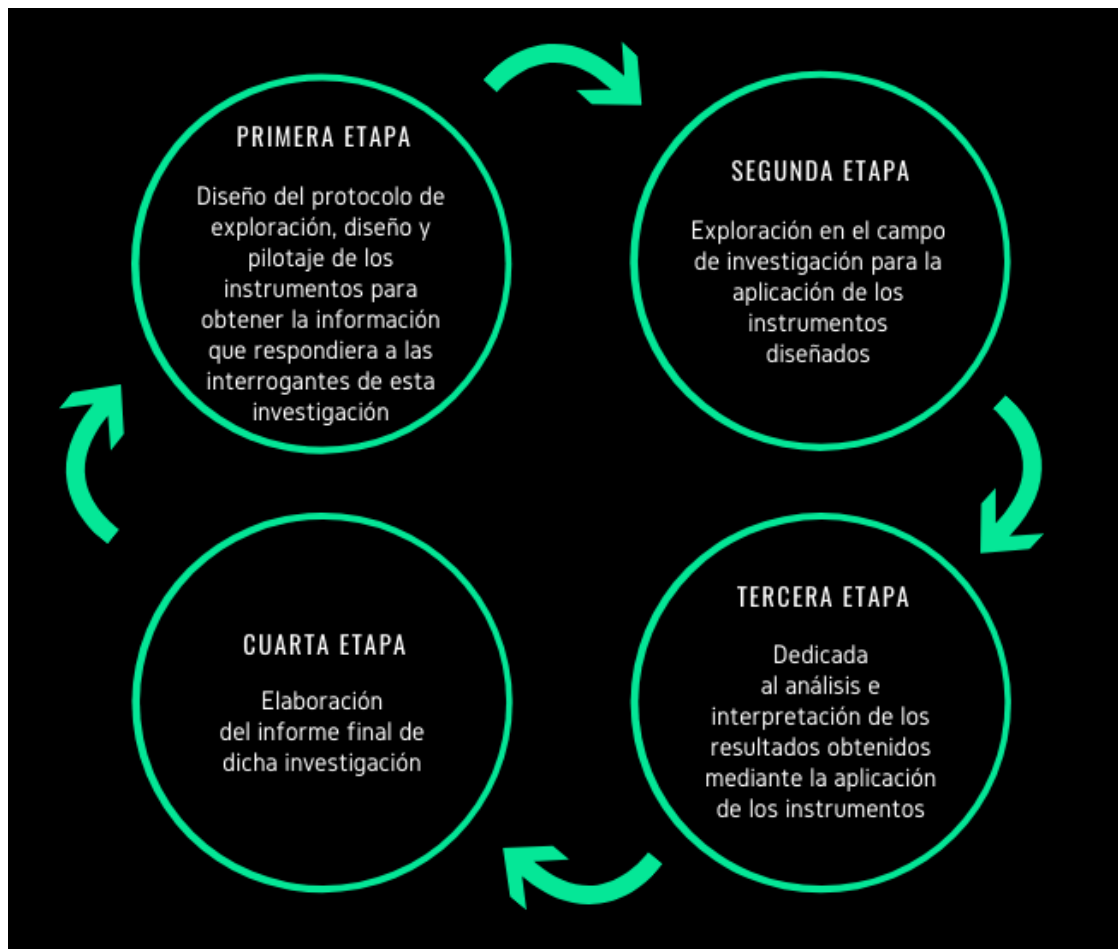 PRIMERA ETAPA
Diseño del protocolo de
exploración, diseño y
pilotaje de los
instrumentos para
obtener la información
que respondiera a las
interrogantes de esta
investigación
SEGUNDA ETAPA
Exploración en el campo
de investigación para la
aplicación de los
instrumentos
diseñados
TERCERA ETAPA
Dedicada
al análisis e
interpretación de los
resultados obtenidos
mediante la aplicación
de los instrumentos
CUARTA ETAPA
Elaboración
del informe final de
dicha investigación